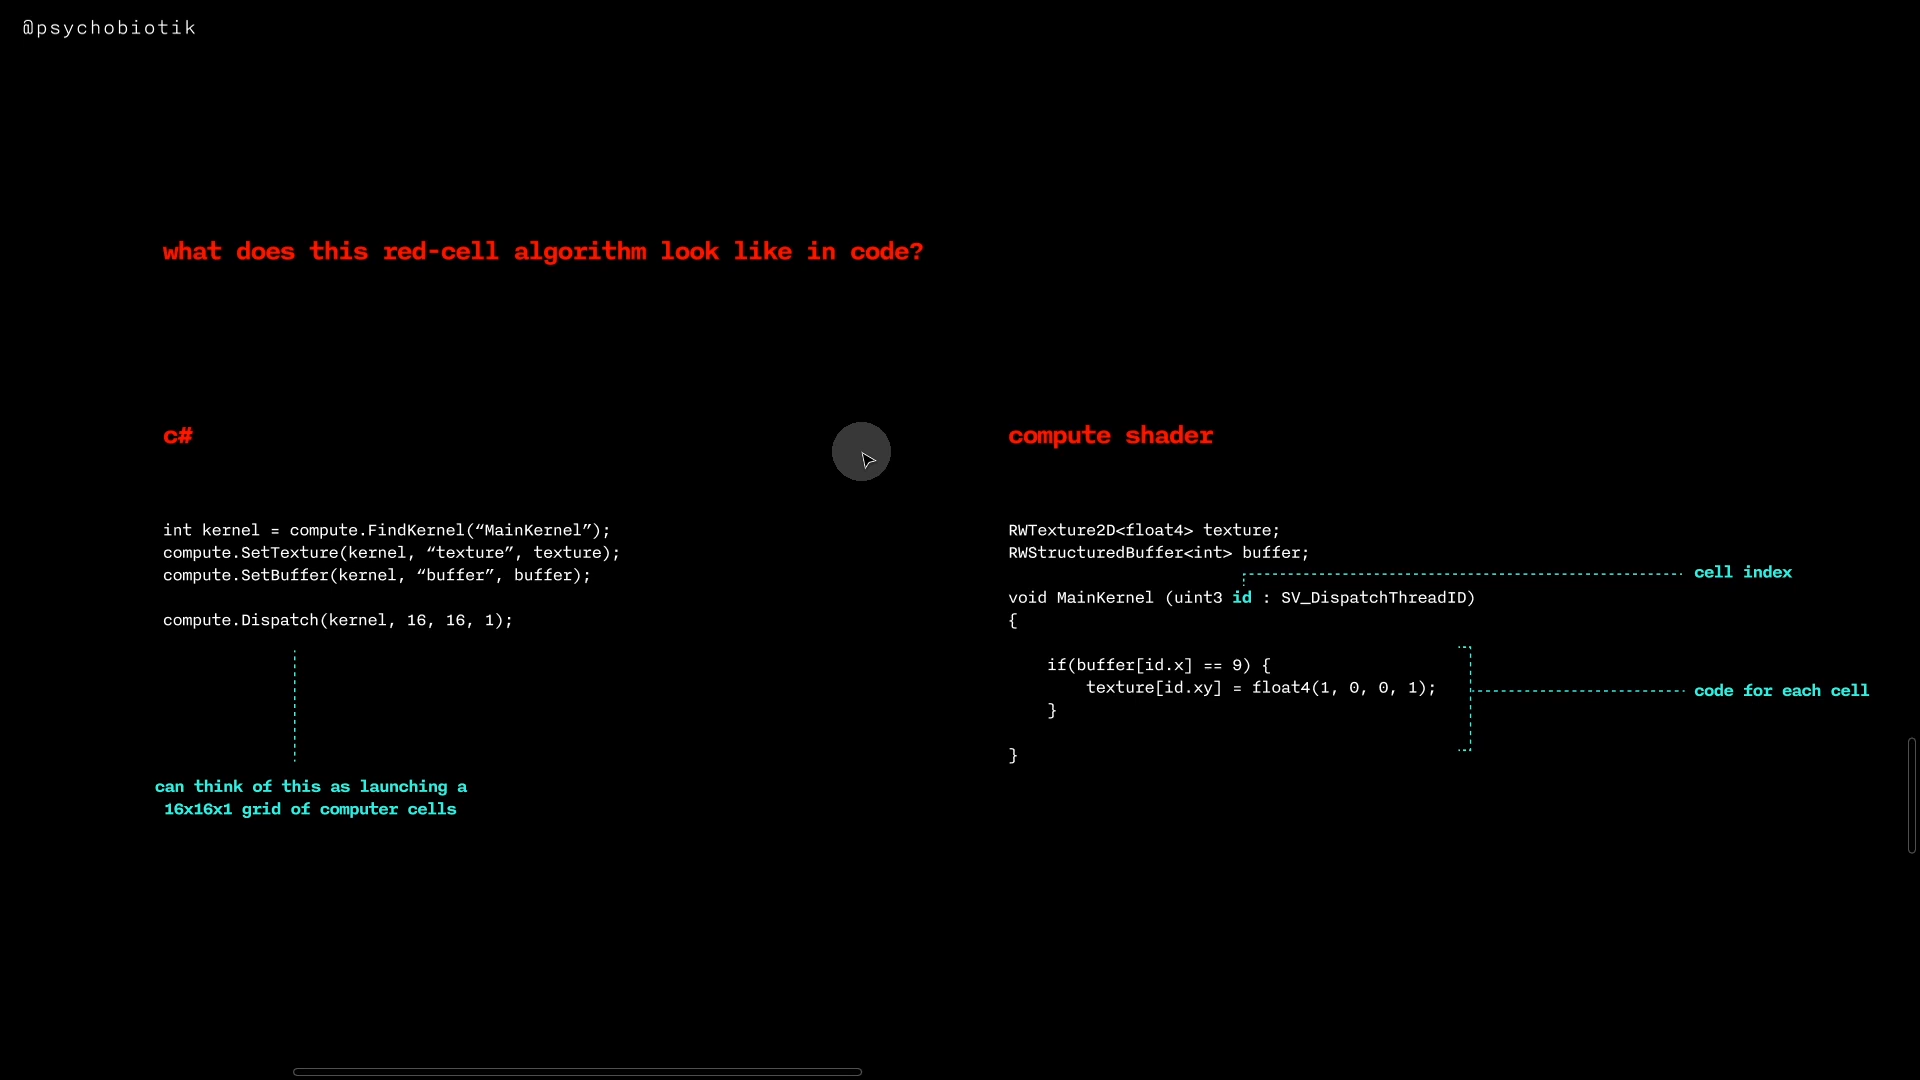 @psychobiotik
what does this red-cell algorithm look like in code?
c#
int kernel = compute.FindKernel(“MainKernel”);
compute.SetTexture(kernel, “texture”, texture);
compute.SetBuffer(kernel, “buffer”, buffer);
compute.Dispatch(kernel, 16, 16, 1);
can think of this as launching a
16x16x1 grid of computer cells
compute shader
RWTexture2D<float4> texture;
RWStructuredBuffer<int> buffer;
cell index
void MainKernel (uint3 id : SV_DispatchThreadID)
{
if(buffer[id.x] == 9) {
texture[id.xy] = float4(1, 0, 0, 1);
}
code for each cell
}